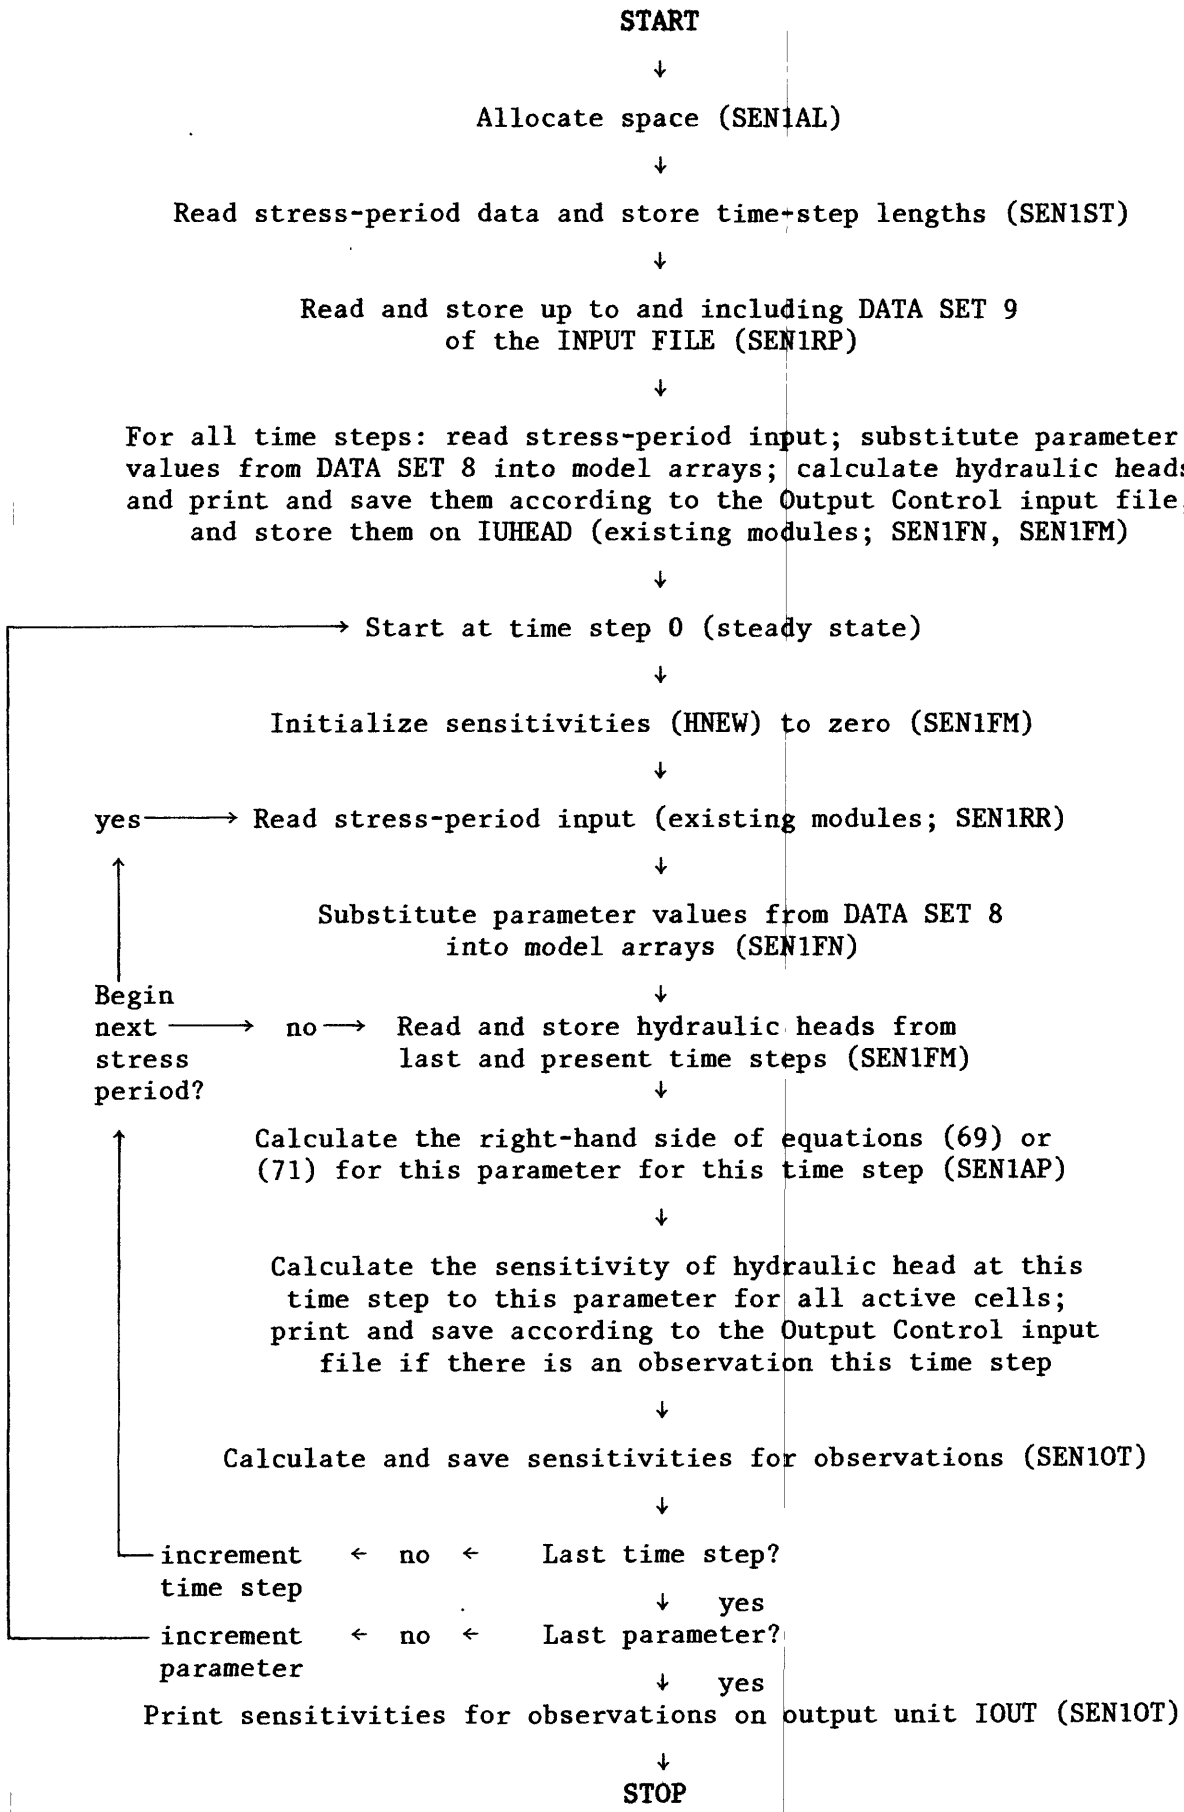 START
↓
Allocate space (SEN1AL)
↓
Read stress-period data and store time-step lengths (SEN1ST)
↓
Read and store up to and including DATA SET 9
of the INPUT FILE (SEN1RP)
↓
For all time steps: read stress-period input; substitute parameter
values from DATA SET 8 into model arrays; calculate hydraulic heads
and print and save them according to the Output Control input file,
and store them on IUHEAD (existing modules; SEN1FN, SEN1FM)
↓
→ Start at time step 0 (steady state)
↓
Initialize sensitivities (HNEW) to zero (SEN1FM)
↓
yes → Read stress-period input (existing modules; SEN1RR)
↓
Substitute parameter values from DATA SET 8
into model arrays (SEN1FN)
↓
Begin
next → no → Read and store hydraulic heads from
stress last and present time steps (SEN1FM)
period?
↓
Calculate the right-hand side of equations (69) or
(71) for this parameter for this time step (SEN1AP)
↓
Calculate the sensitivity of hydraulic head at this
time step to this parameter for all active cells;
print and save according to the Output Control input
file if there is an observation this time step
↓
Calculate and save sensitivities for observations (SEN1OT)
↓
increment ← no ← Last time step?
time step
↓ yes
increment ← no ← Last parameter?
parameter
↓ yes
Print sensitivities for observations on output unit IOUT (SEN1OT)
↓
STOP